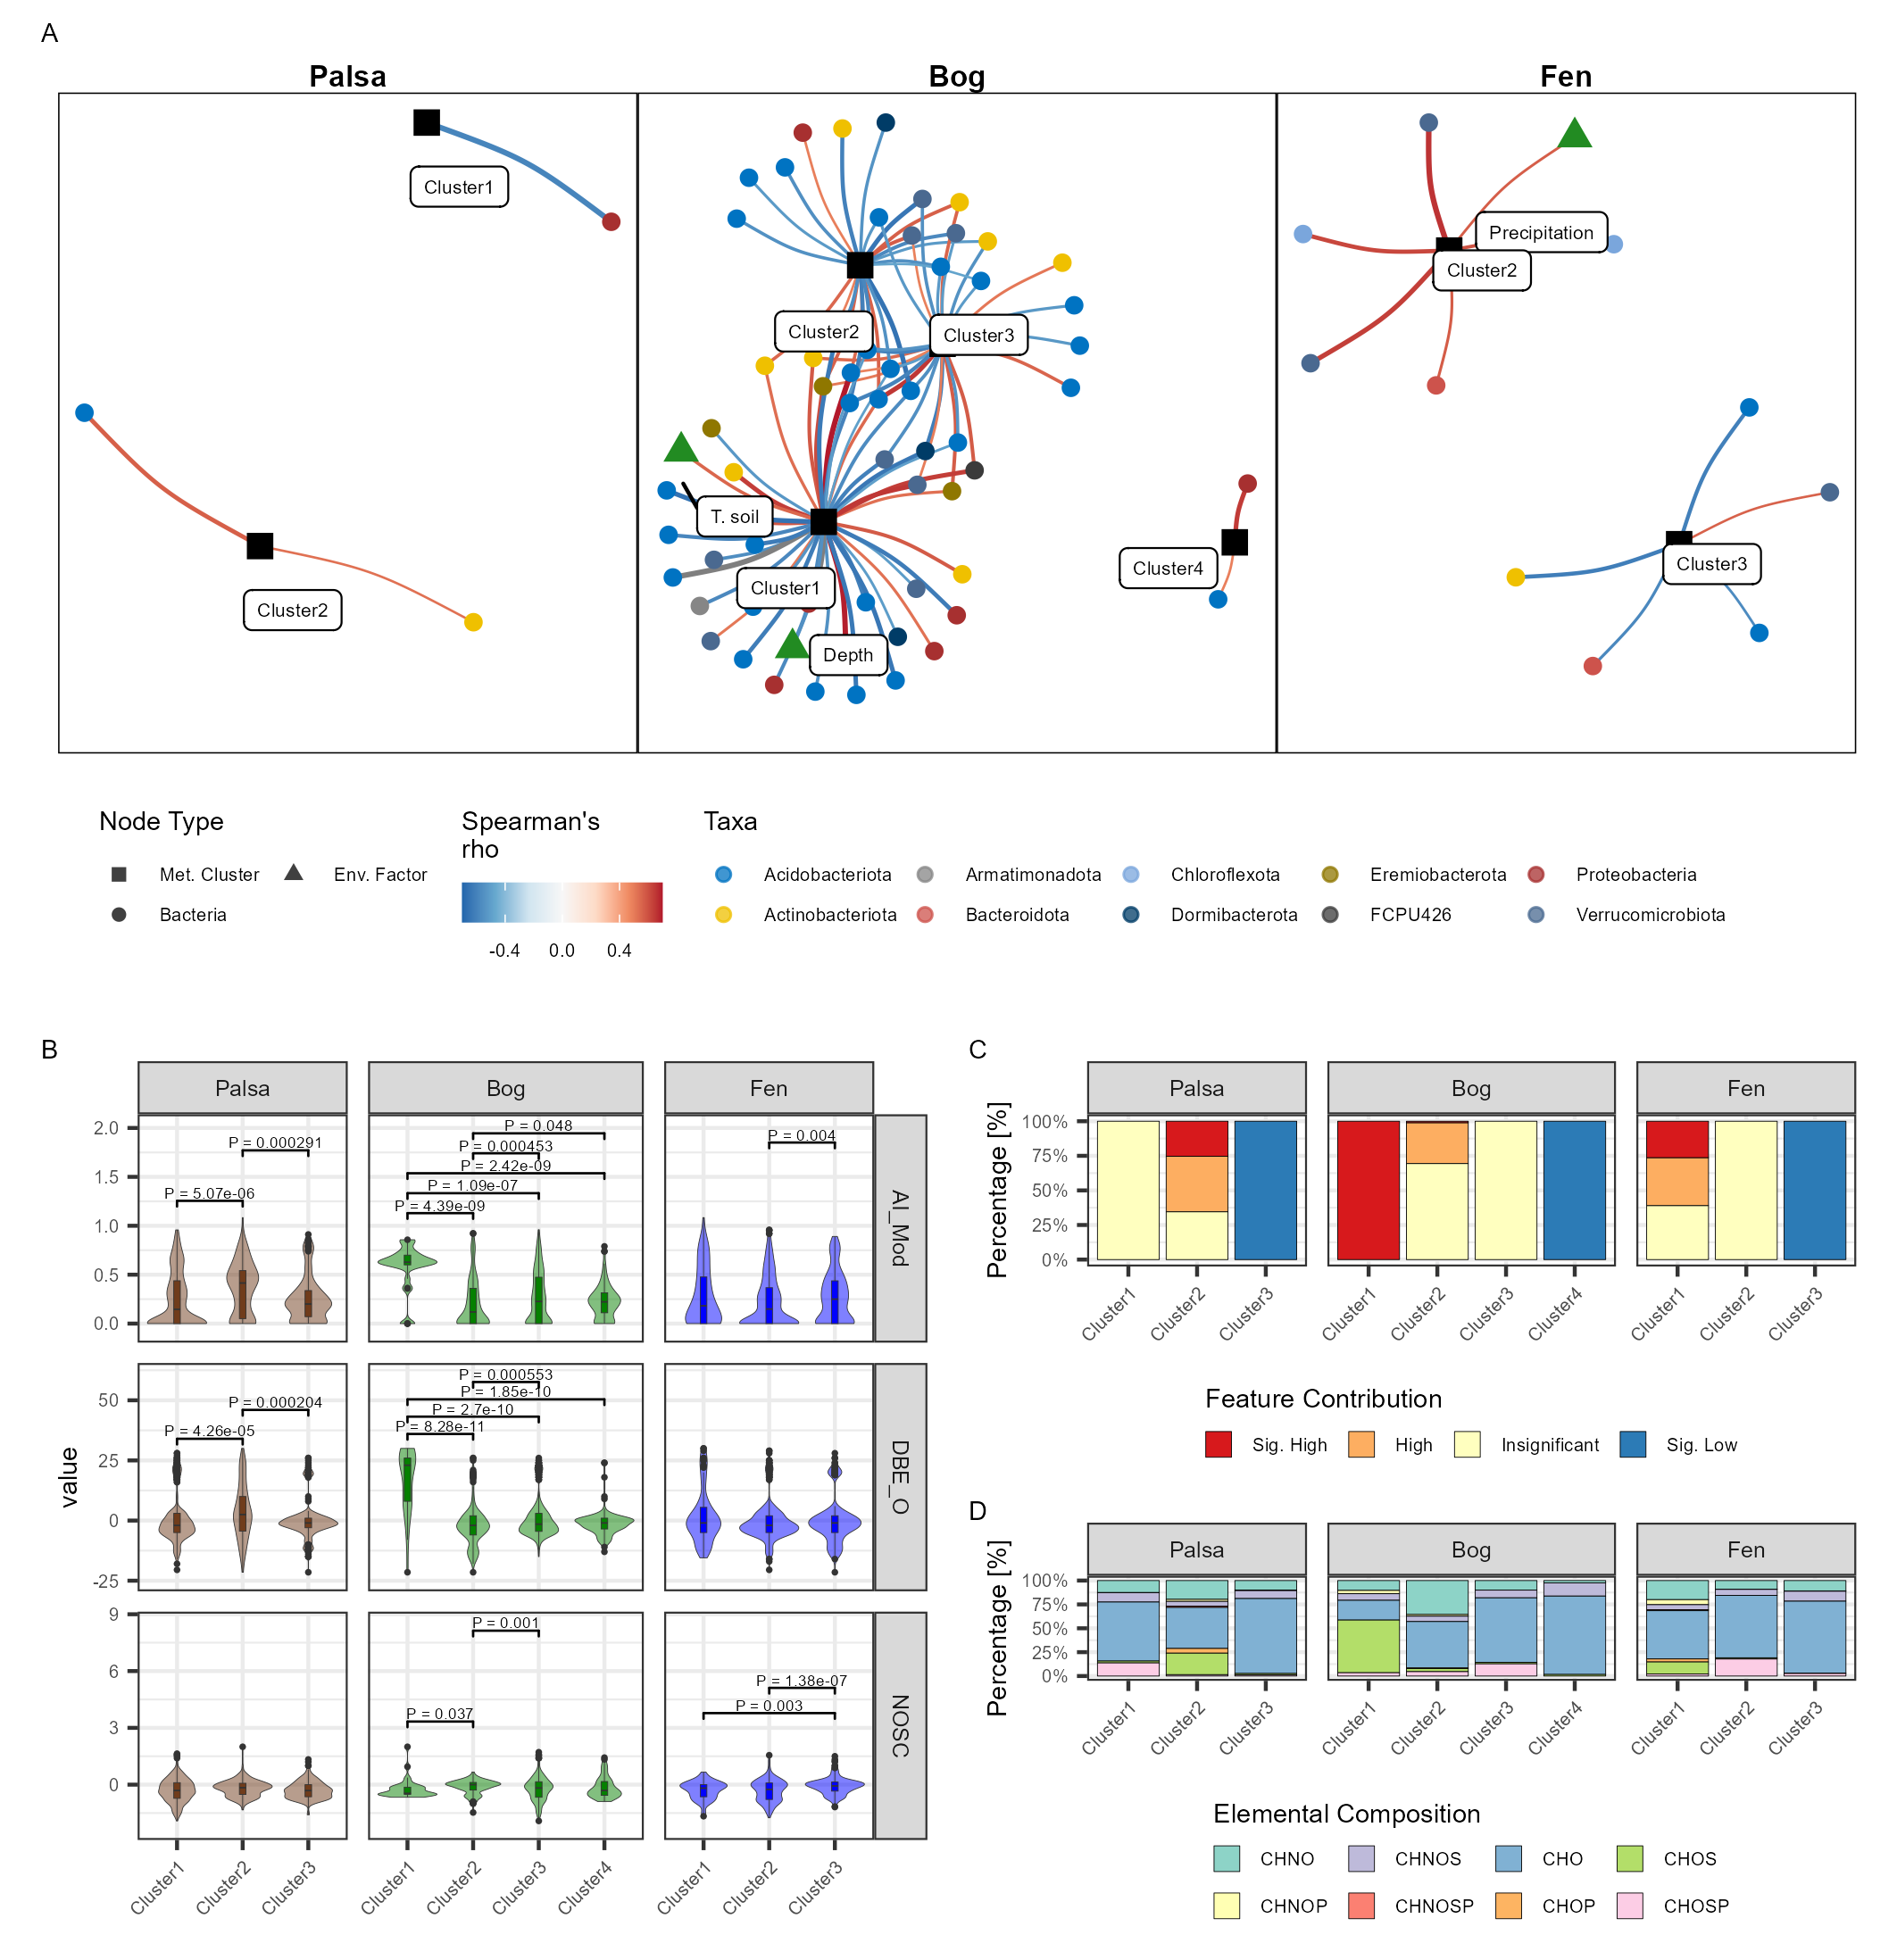 A
Palsa
Bog
Fen
Cluster1
Precipitation
Cluster2
Cluster2
Cluster3
T. soil
Cluster3
Cluster4
Cluster1
Cluster2
Depth
Node Type
Met. Cluster
Env. Factor
Bacteria
Spearman's
rho
-0.4 0.0 0.4
Taxa
Acidobacteriota
Armatimonadota
Chloroflexota
Eremiobacterota
Proteobacteria
Actinobacteriota
Bacteroidota
Dormibacterota
FCPU426
Verrucomicrobiota
B
Palsa
Bog
Fen
value
2.0
1.5
1.0
0.5
0.0
P = 0.000291
P = 5.07e-06
P = 0.048
P = 0.000453
P = 2.42e-09
P = 1.09e-07
P = 4.39e-09
P = 0.004
AI_Mod
50
25
0
-25
P = 0.000204
P = 4.26e-05
P = 0.000553
P = 1.85e-10
P = 2.7e-10
P = 8.28e-11
DBE_O
9
6
3
0
P = 0.001
P = 0.037
P = 1.38e-07
P = 0.003
NOSC
Cluster1
Cluster2
Cluster3
Cluster1
Cluster2
Cluster3
Cluster4
Cluster1
Cluster2
Cluster3
C
Palsa
Bog
Fen
Percentage [%]
100%
75%
50%
25%
0%
Cluster1
Cluster2
Cluster3
Cluster1
Cluster2
Cluster3
Cluster4
Cluster1
Cluster2
Cluster3
Feature Contribution
Sig. High
High
Insignificant
Sig. Low
D
Palsa
Bog
Fen
Percentage [%]
100%
75%
50%
25%
0%
Cluster1
Cluster2
Cluster3
Cluster1
Cluster2
Cluster3
Cluster4
Cluster1
Cluster2
Cluster3
Elemental Composition
CHNO
CHNOS
CHO
CHOS
CHNOP
CHNOSP
CHOP
CHOSP